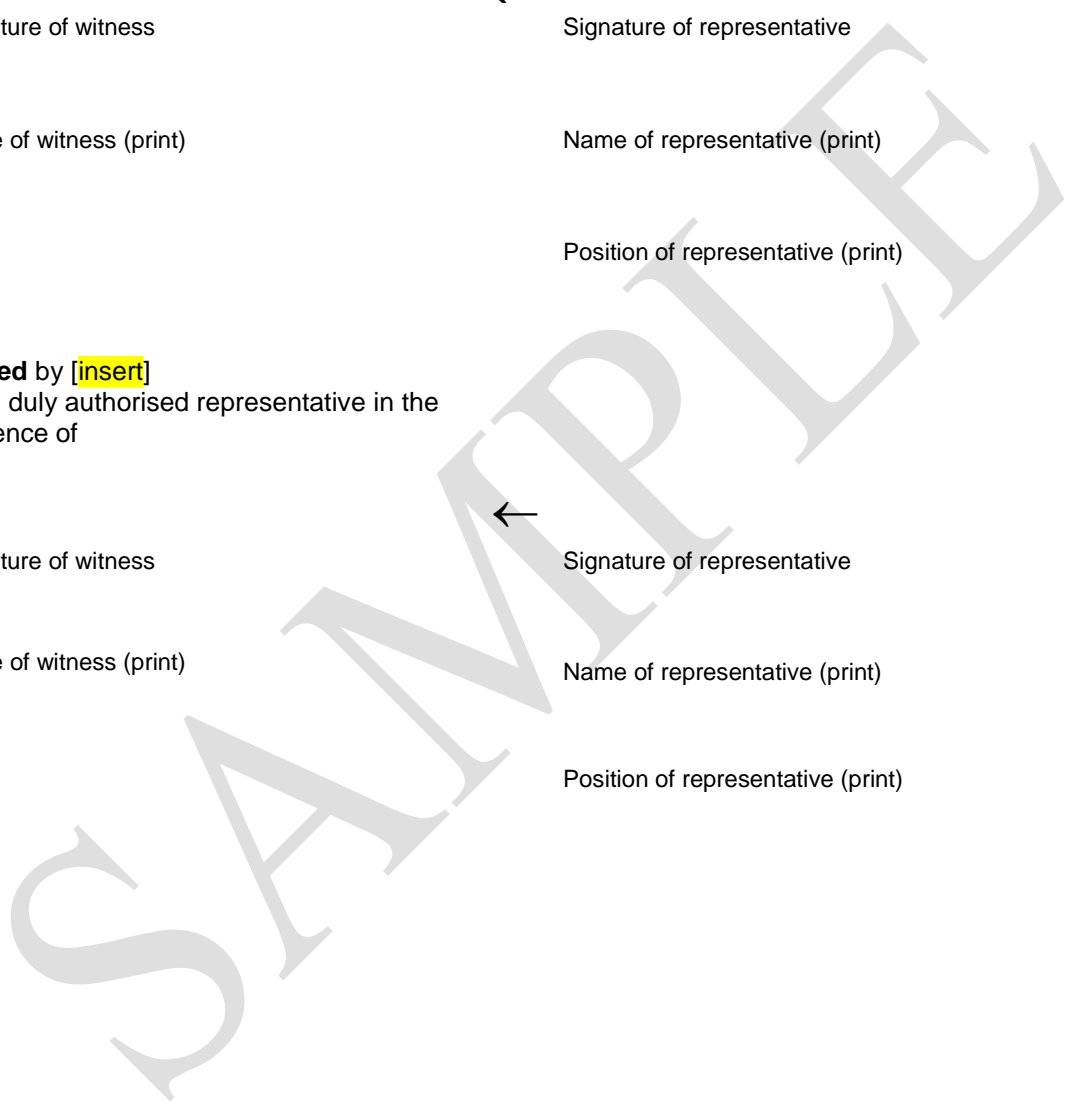 ture of witness
Signature of representative
e of witness (print)
Name of representative (print)
Position of representative (print)
ed by [insert]
duly authorised representative in the
ence of
←
ture of witness
Signature of representative
e of witness (print)
Name of representative (print)
Position of representative (print)
SAMPLE